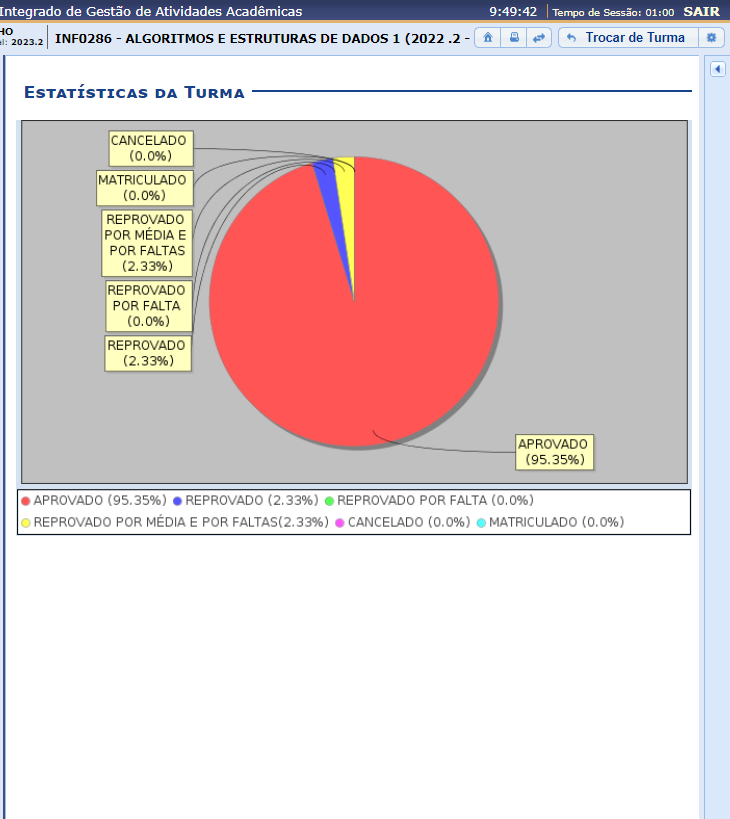 Integrado de Gestão de Atividades Acadêmicas 9:49:42 Tempo de Sessão: 01:00 SAIR
HO
el: 2023.2
INF0286 - ALGORITMOS E ESTRUTURAS DE DADOS 1 (2022 .2 - Trocar de Turma
ESTATÍSTICAS DA TURMA
CANCELADO
(0.0%)
MATRICULADO
(0.0%)
REPROVADO
POR MÉDIA E
POR FALTAS
(2.33%)
REPROVADO
POR FALTA
(0.0%)
REPROVADO
(2.33%)
APROVADO
(95.35%)
APROVADO (95.35%) REPROVADO (2.33%) REPROVADO POR FALTA (0.0%)
REPROVADO POR MÉDIA E POR FALTAS(2.33%) CANCELADO (0.0%) MATRICULADO (0.0%)